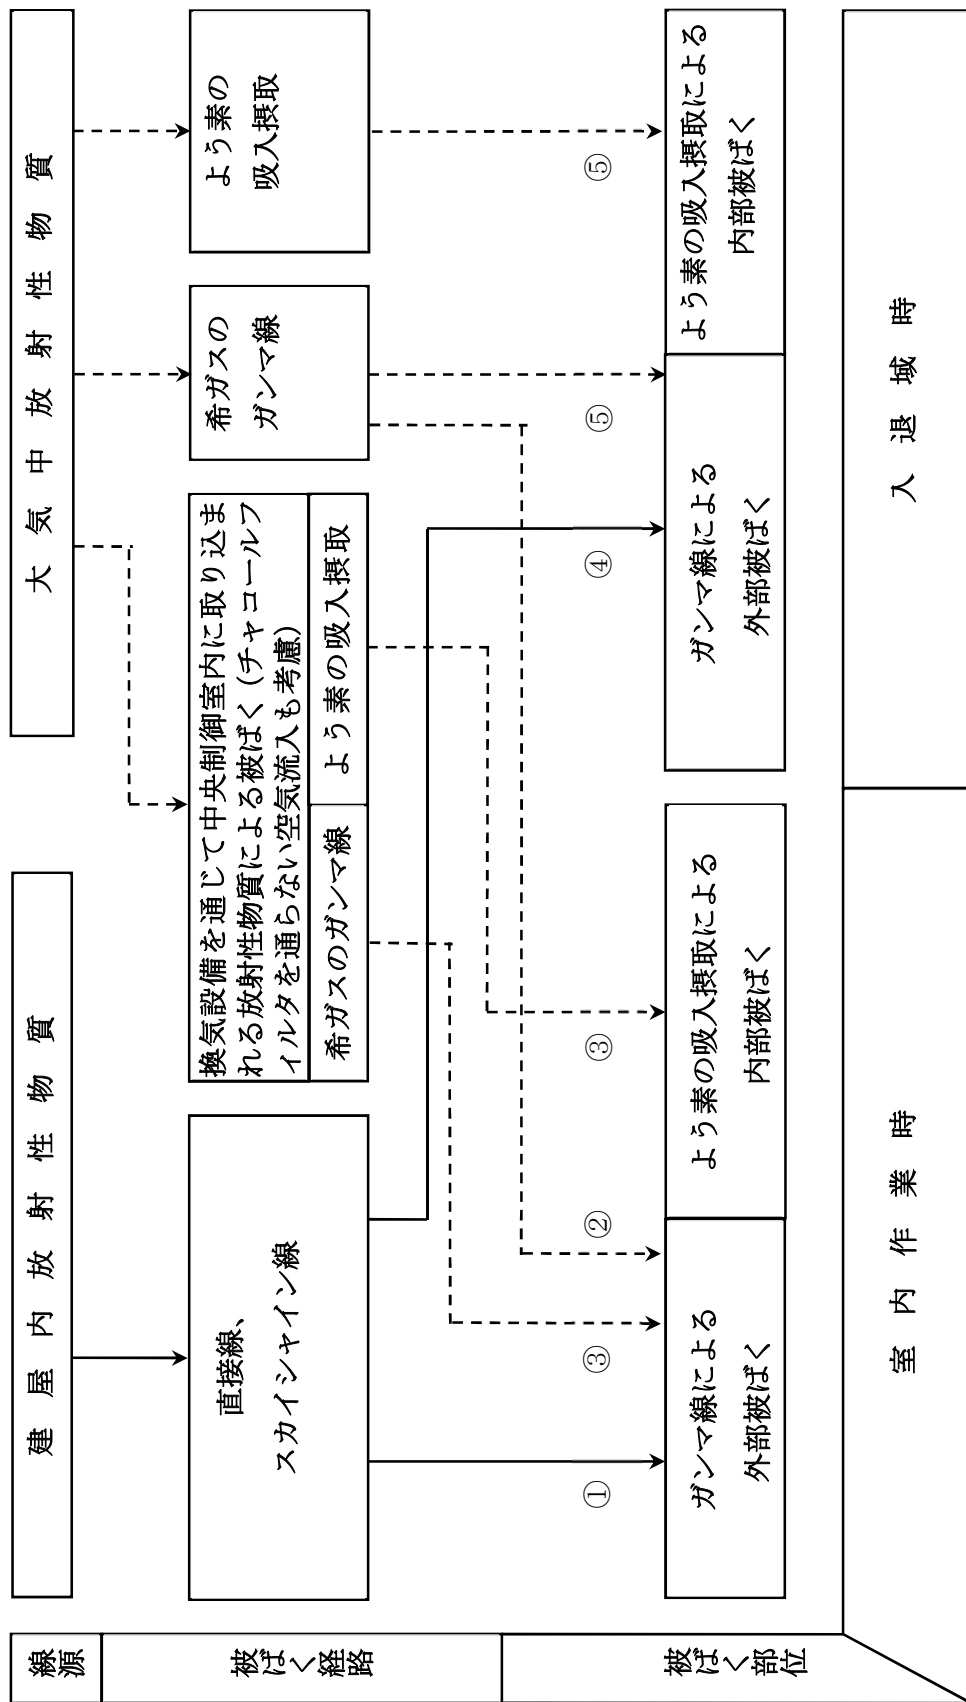 線源
建屋内放射性物質
大気中放射性物質
被ばく経路
直接線、
スカイシャイン線
換気設備を通じて中央制御室内に取り込ま
れる放射性物質による被ばく（チャコールフ
ィルタを通らない空気流入も考慮）
希ガスのガンマ線
よう素の吸入摂取
希ガスの
ガンマ線
よう素の
吸入摂取
①
③
②
③
④
⑤
⑤
被ばく部位
ガンマ線による
外部被ばく
よう素の吸入摂取による
内部被ばく
ガンマ線による
外部被ばく
よう素の吸入摂取による
内部被ばく
室内作業時
入退域時